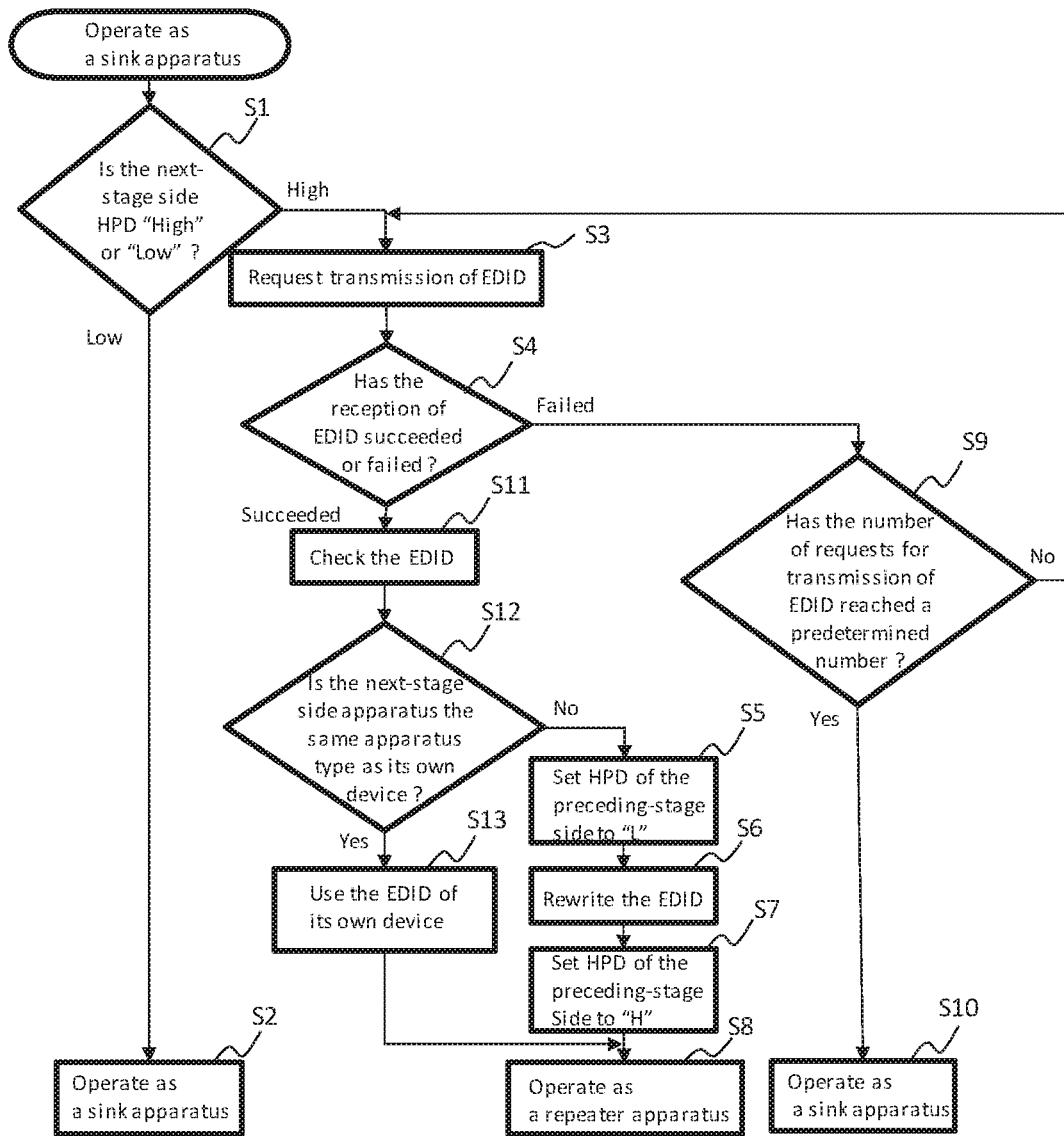 Operate as
a sink apparatus
S1
Is the next-
stage side
HPD “High”
or “Low” ?
High
Low
S3
Request transmission of EDID
S4
Has the
reception of
EDID succeeded
or failed ?
Failed
Succeeded
S9
Has the number
of requests for
transmission of
EDID reached a
predetermined
number ?
No
Yes
S11
Check the EDID
S12
Is the next-stage
side apparatus the
same apparatus
type as its own
device ?
No
Yes
S5
Set HPD of the
preceding-stage
side to “L”
S13
Use the EDID of
its own device
S6
Rewrite the EDID
S7
Set HPD of the
preceding-stage
Side to “H”
S2
Operate as
a sink apparatus
S8
Operate as
a repeater apparatus
S10
Operate as
a sink apparatus